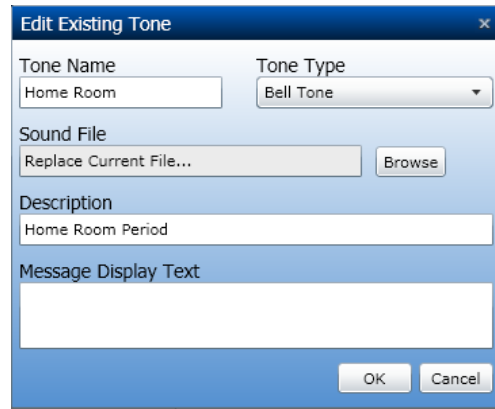 Edit Existing Tone
Tone Name Tone Type
Home Room Bell Tone
Sound File
Replace Current File... Browse
Description
Home Room Period
Message Display Text
OK Cancel